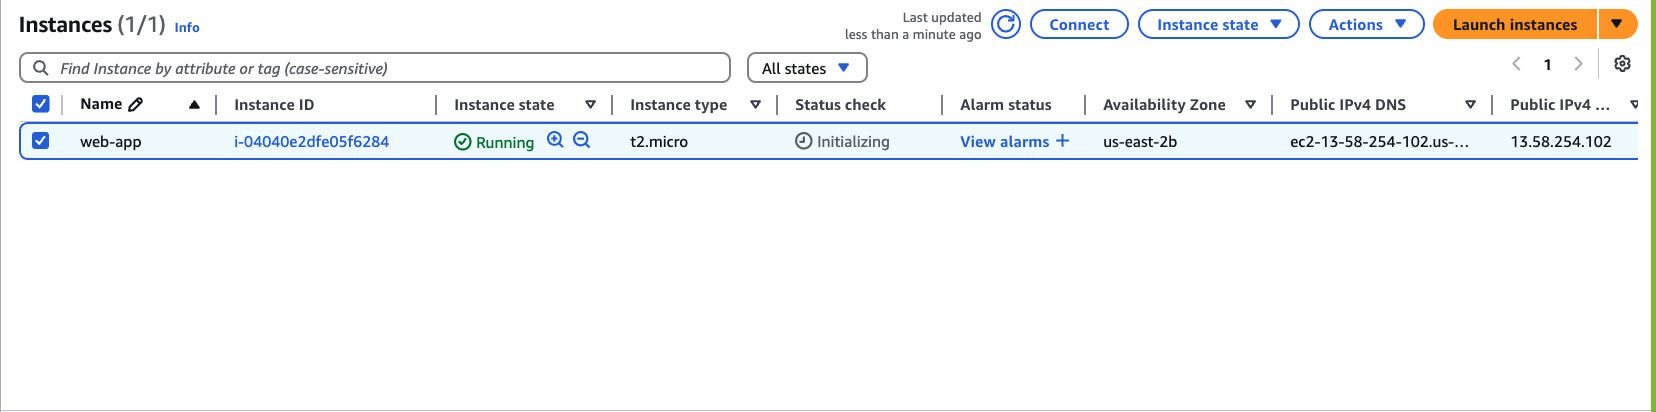 Instances (1/1) Info
Last updated
less than a minute ago
Connect
Instance state
Actions
Launch instances
Find Instance by attribute or tag (case-sensitive)
All states
1
Name Instance ID Instance state Instance type Status check Alarm status Availability Zone Public IPv4 DNS Public IPv4 ...
web-app i-04040e2dfe05f6284 Running t2.micro Initializing View alarms + us-east-2b ec2-13-58-254-102.us-... 13.58.254.102